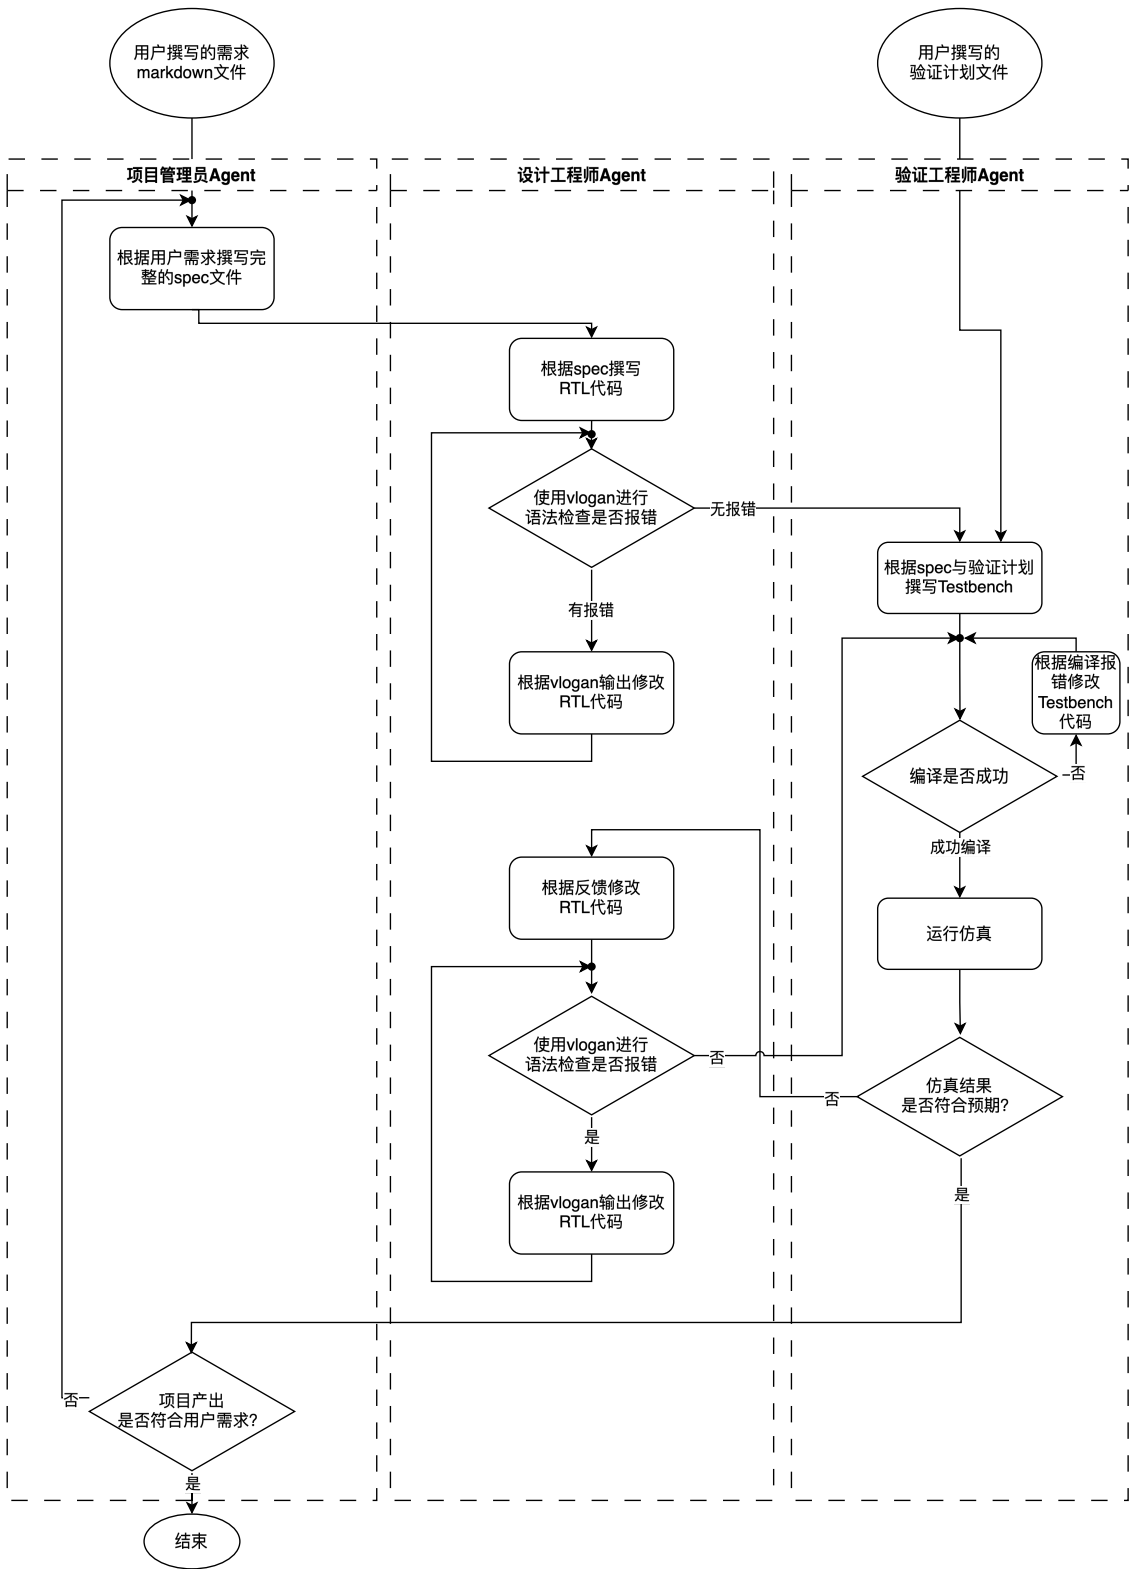 用户撰写的需求
markdown文件
用户撰写的
验证计划文件
项目管理员Agent
设计工程师Agent
验证工程师Agent
根据用户需求撰写完
整的spec文件
根据spec撰写
RTL代码
使用vlogan进行
语法检查是否报错
无报错
有报错
根据spec与验证计划
撰写Testbench
根据vlogan输出修改
RTL代码
根据编译报
错修改
Testbench
代码
编译是否成功
否
成功编译
根据反馈修改
RTL代码
运行仿真
使用vlogan进行
语法检查是否报错
否
仿真结果
是否符合预期?
否
是
根据vlogan输出修改
RTL代码
是
项目产出
是否符合用户需求?
否
是
结束